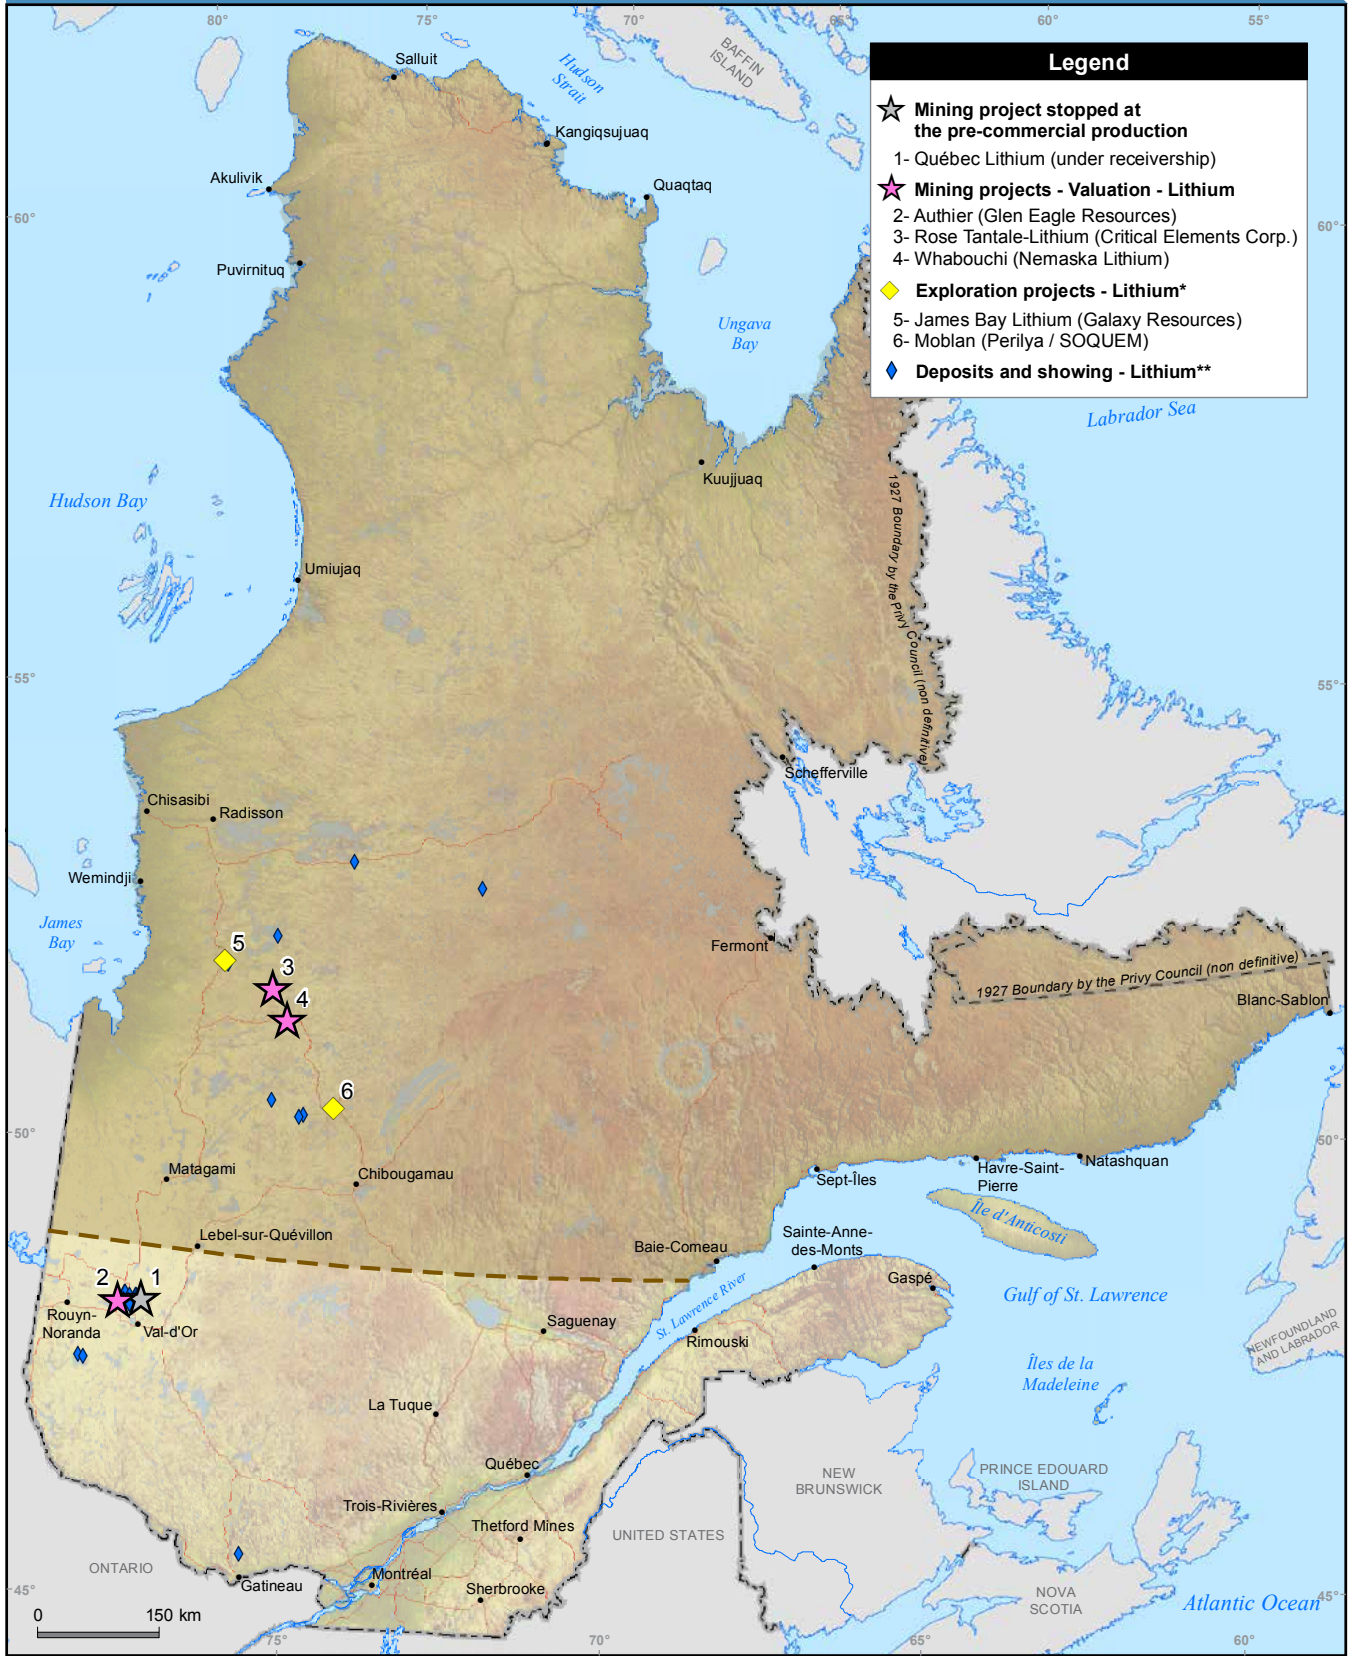 80°
75°
70°
65°
60°
55°
Legend
Mining project stopped at
the pre-commercial production
1- Québec Lithium (under receivership)
Mining projects - Valuation - Lithium
2- Authier (Glen Eagle Resources)
3- Rose Tantale-Lithium (Critical Elements Corp.)
4- Whabouchi (Nemaska Lithium)
Exploration projects - Lithium*
5- James Bay Lithium (Galaxy Resources)
6- Moblan (Perilya / SOQUEM)
Deposits and showing - Lithium**
BAFFIN
ISLAND
Hudson
Strait
Salluit
Kangiqsujuaq
Akulivik
Quaqtaq
60°
60°
Puvirnituq
Ungava
Bay
Labrador Sea
Kuujjuaq
Hudson Bay
1927 Boundary by the Privy Council (non definitive)
Umiujaq
55°
55°
Schefferville
Chisasibi
Radisson
Wemindji
James
Bay
Fermont
5
3
4
1927 Boundary by the Privy Council (non definitive)
Blanc-Sablon
6
50°
50°
Matagami
Chibougamau
Sept-Îles
Havre-Saint-
Pierre
Natashquan
Île d'Anticosti
Lebel-sur-Quévillon
Baie-Comeau
Sainte-Anne-
des-Monts
2
1
Gaspé
Gulf of St. Lawrence
Rouyn-
Noranda
Val-d'Or
Saguenay
St. Lawrence River
Rimouski
NEWFOUNDLAND
AND LABRADOR
Îles de la
Madeleine
La Tuque
Québec
NEW
BRUNSWICK
PRINCE EDOUARD
ISLAND
Trois-Rivières
Thetford Mines
UNITED STATES
ONTARIO
Gatineau
Montréal
Sherbrooke
45°
45°
NOVA
SCOTIA
Atlantic Ocean
0
150 km
75°
70°
65°
60°